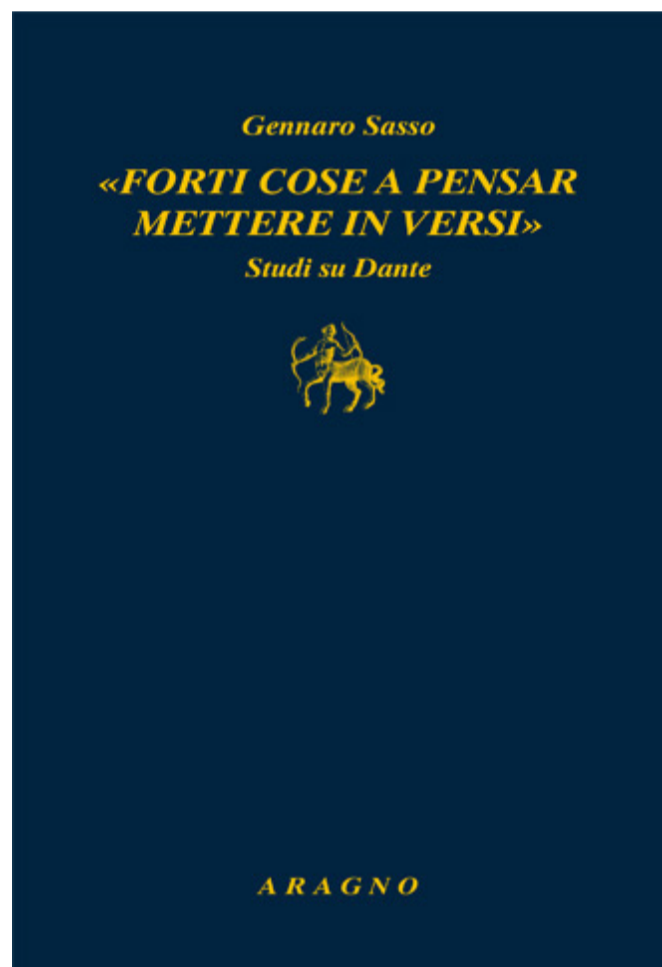 Gennaro Sasso
«FORTI COSE A PENSAR
METTERE IN VERSI»
Studi su Dante
ARAGNO